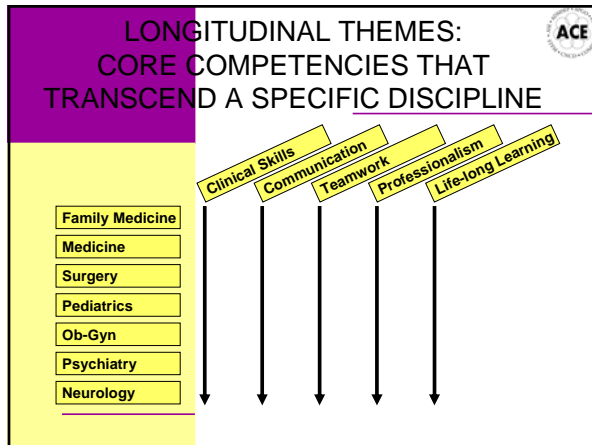 LONGITUDINAL THEMES:
CORE COMPETENCIES THAT
TRANSCEND A SPECIFIC DISCIPLINE
ACE
Clinical Skills
Communication
Teamwork
Professionalism
Life-long Learning
Family Medicine
Medicine
Surgery
Pediatrics
Ob-Gyn
Psychiatry
Neurology